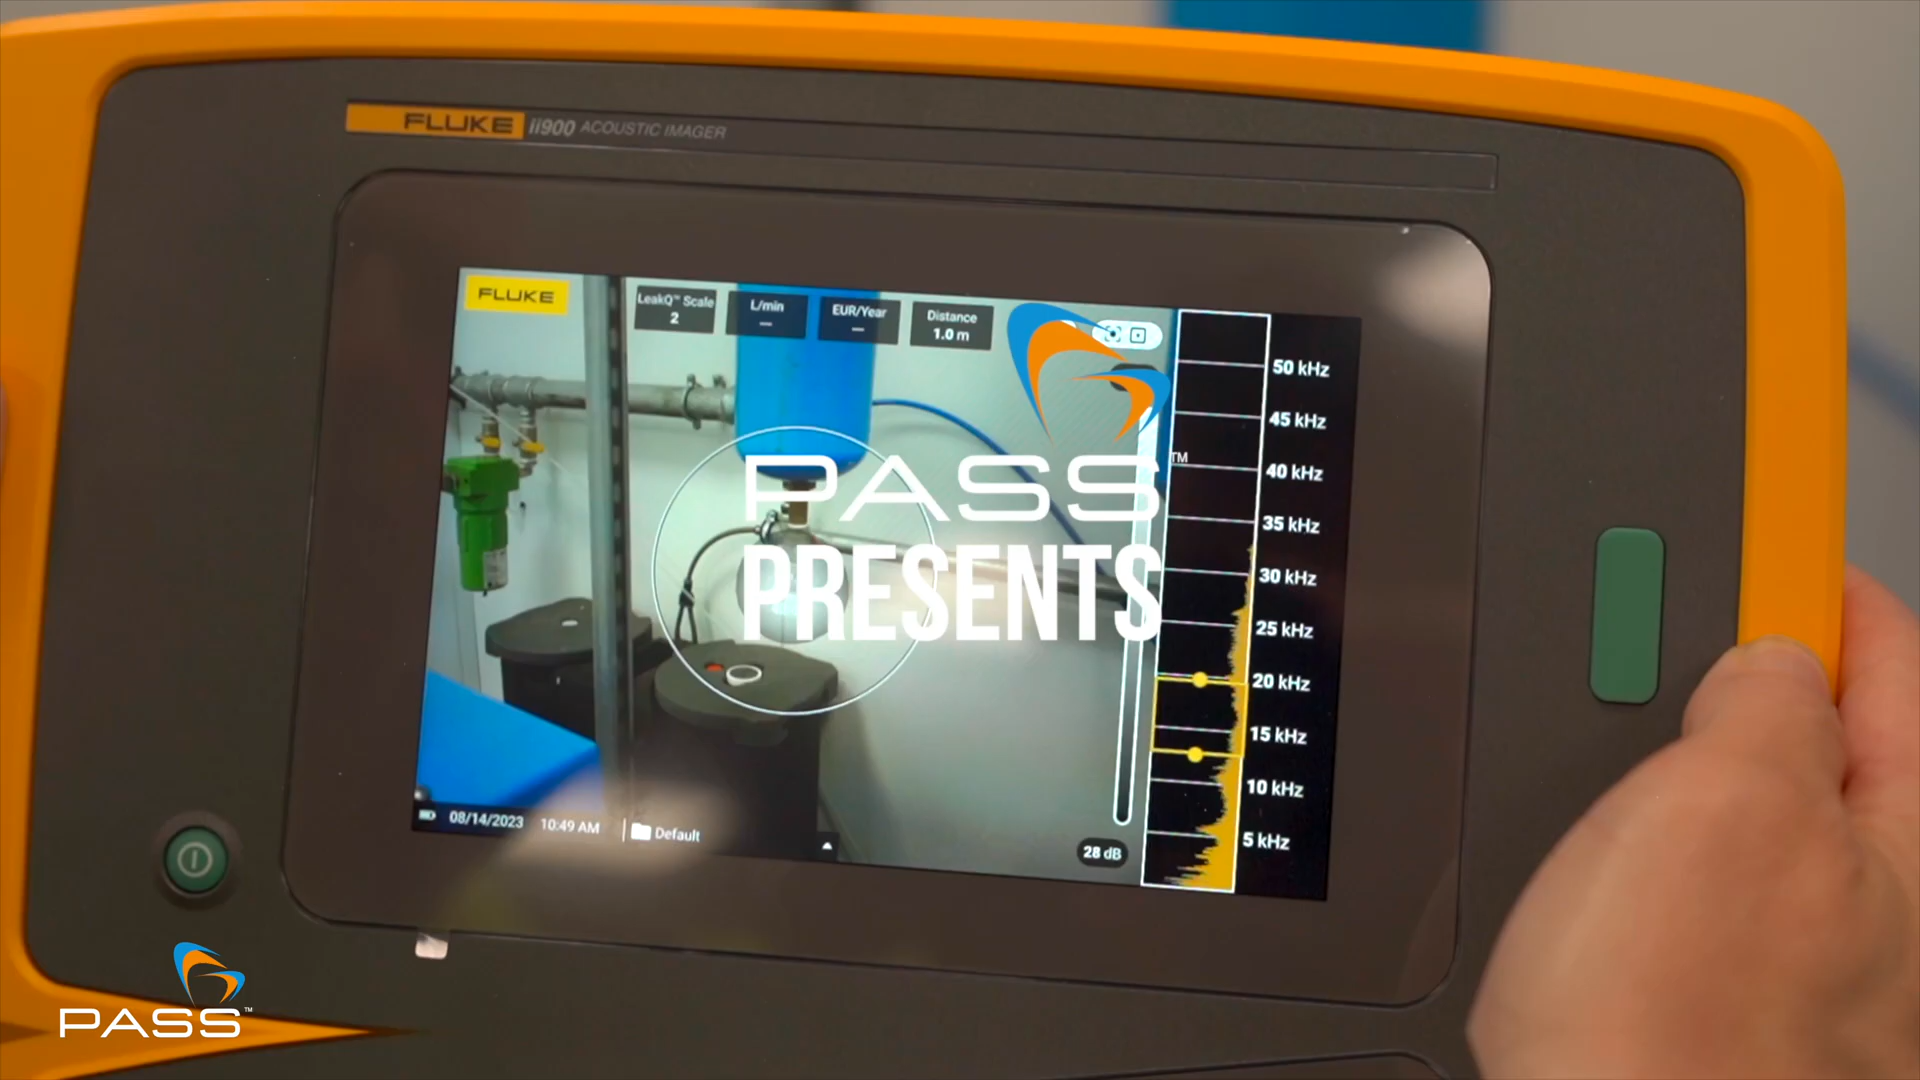 FLUKE ii900 ACOUSTIC IMAGER
FLUKE
LeakQ™ Scale
2
L/min
—
EUR/Year
—
Distance
1.0 m
50 kHz
45 kHz
40 kHz
35 kHz
30 kHz
25 kHz
20 kHz
15 kHz
10 kHz
5 kHz
PASS™
PRESENTS
08/14/2023 10:49 AM Default
28 dB
PASS™